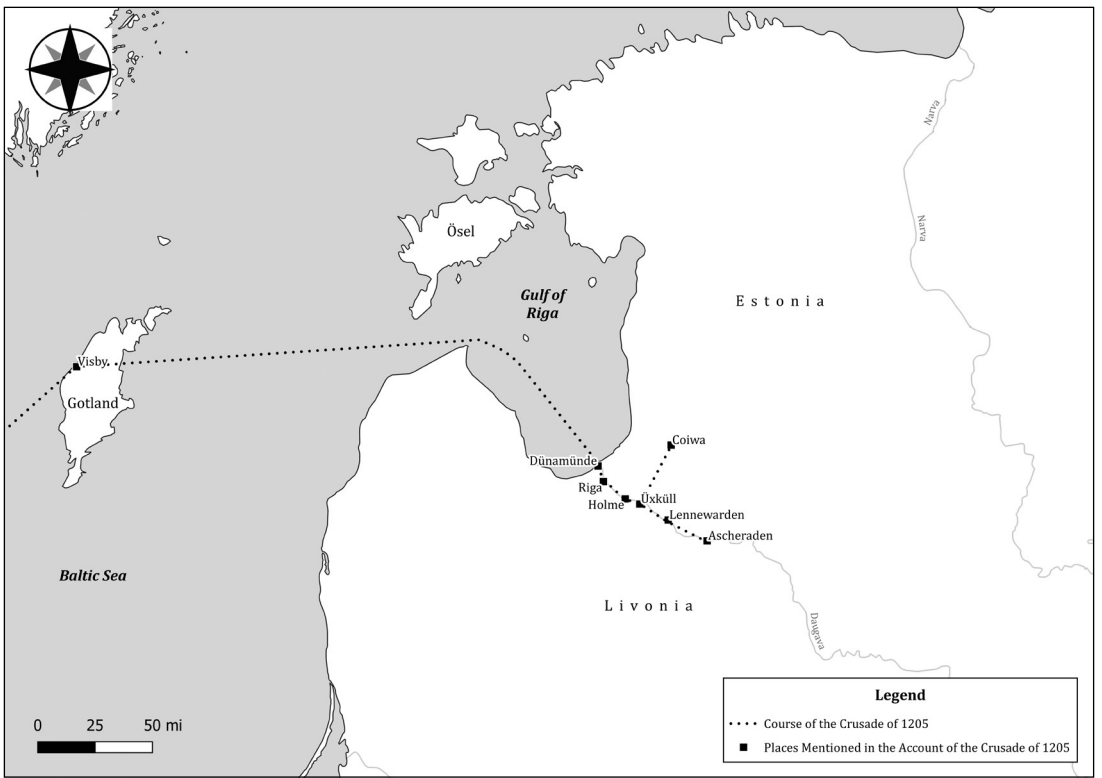 Narva
Narva
Ösel
Gulf of
Riga
Estonia
Visby
Gotland
Coiwa
Dünamünde
Riga
Holme
Üxküll
Lennewarden
Ascheraden
Baltic Sea
Livonia
Daugava
Legend
Course of the Crusade of 1205
Places Mentioned in the Account of the Crusade of 1205
0 25 50 mi